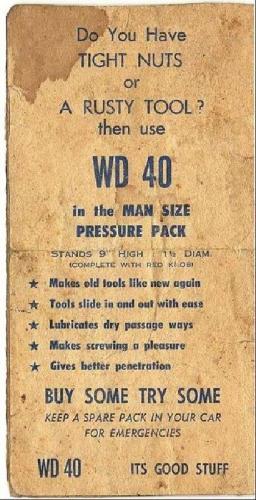 Do You Have
TIGHT NUTS
or
A RUSTY TOOL?
then use
WD 40
in the MAN SIZE
PRESSURE PACK
STANDS 9" HIGH 1½ DIAM.
(COMPLETE WITH RED KNOB)
★ Makes old tools like new again
★ Tools slide in and out with ease
★ Lubricates dry passage ways
★ Makes screwing a pleasure
★ Gives better penetration
BUY SOME TRY SOME
KEEP A SPARE PACK IN YOUR CAR
FOR EMERGENCIES
WD 40 ITS GOOD STUFF